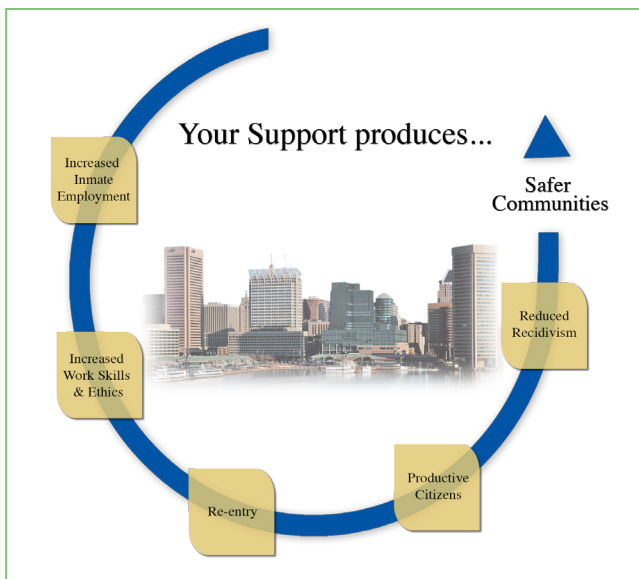 Your Support produces...
Increased
Inmate
Employment
Increased
Work Skills
& Ethics
Re-entry
Productive
Citizens
Reduced
Recidivism
Safer
Communities